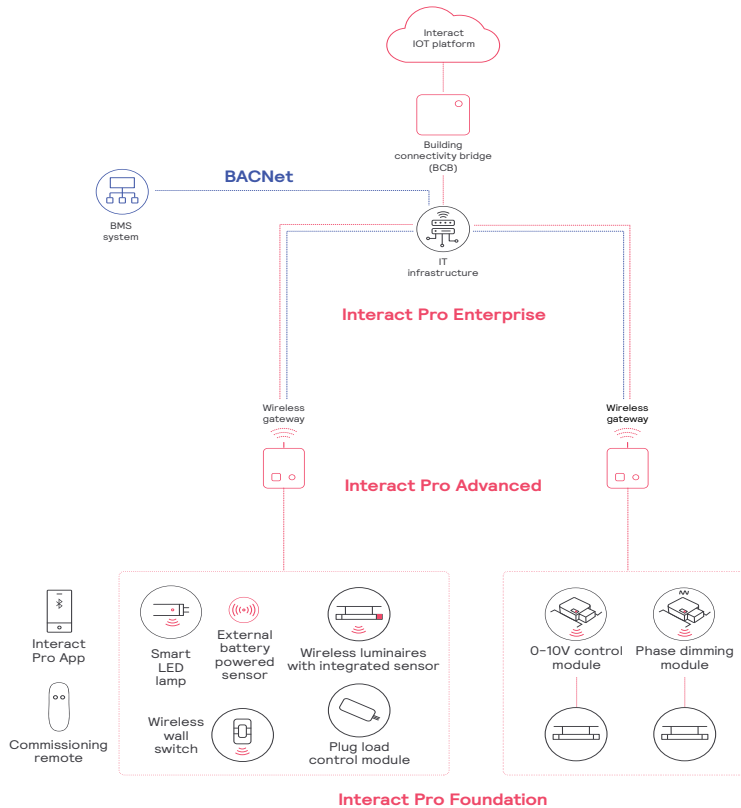 Interact
IOT platform
Building
connectivity bridge
(BCB)
BACNet
BMS
system
IT
infrastructure
Interact Pro Enterprise
Wireless
gateway
Wireless
gateway
Interact Pro Advanced
Interact
Pro App
Smart
LED
lamp
External
battery
powered
sensor
Wireless luminaires
with integrated sensor
0-10V control
module
Phase dimming
module
Commissioning
remote
Wireless
wall
switch
Plug load
control module
Interact Pro Foundation